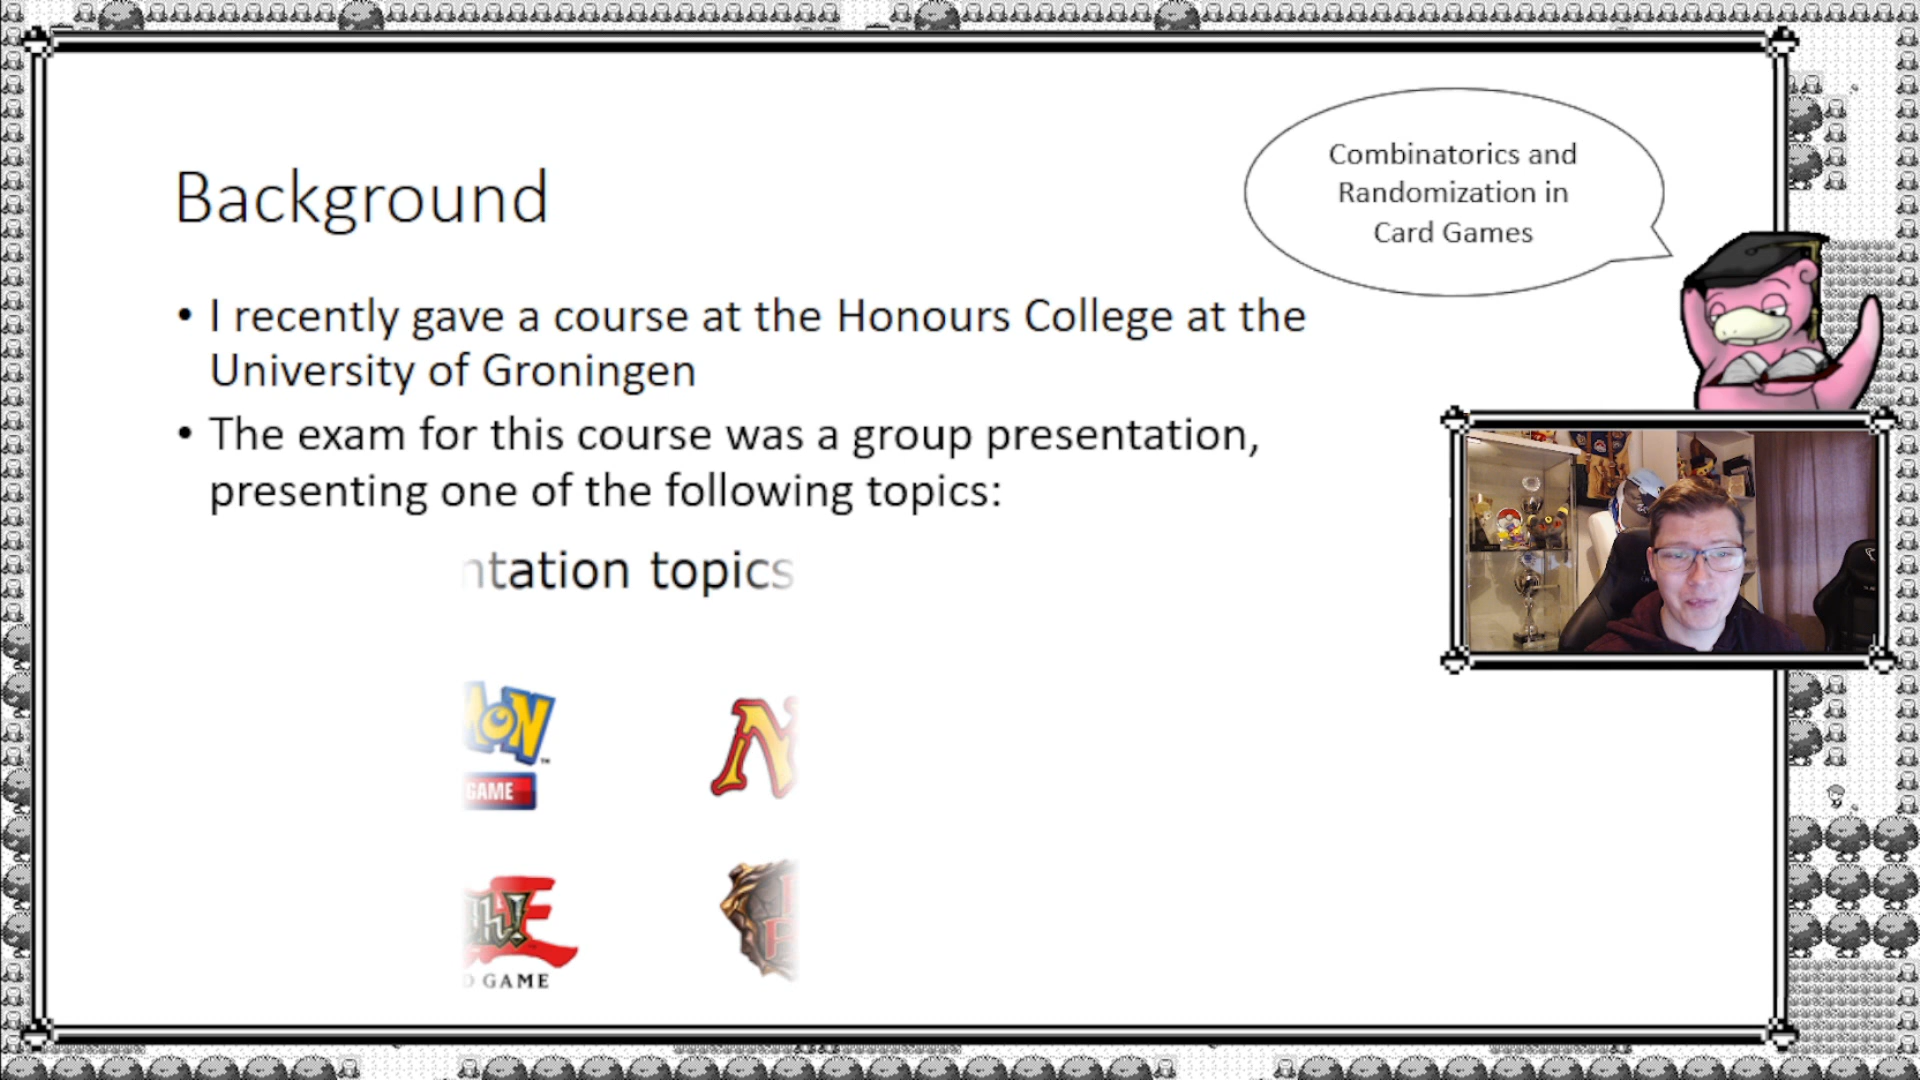 Combinatorics and
Randomization in
Card Games
Background
• I recently gave a course at the Honours College at the
University of Groningen
• The exam for this course was a group presentation,
presenting one of the following topics:
ntation topics
MON
GAME
N
h!
GAME